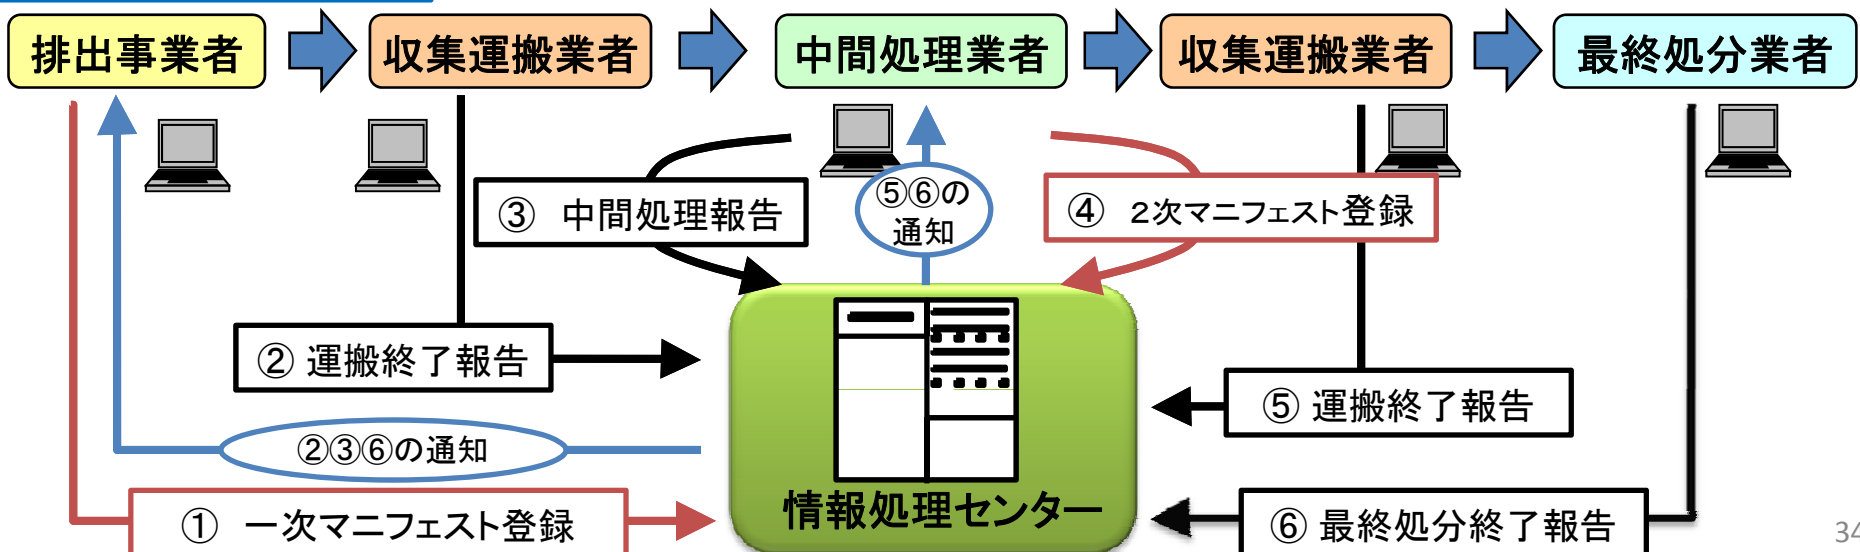 排出事業者
収集運搬業者
中間処理業者
収集運搬業者
最終処分業者
③ 中間処理報告
⑤⑥の
通知
④ 2次マニフェスト登録
② 運搬終了報告
⑤ 運搬終了報告
②③⑥の通知
① 一次マニフェスト登録
情報処理センター
⑥ 最終処分終了報告
34